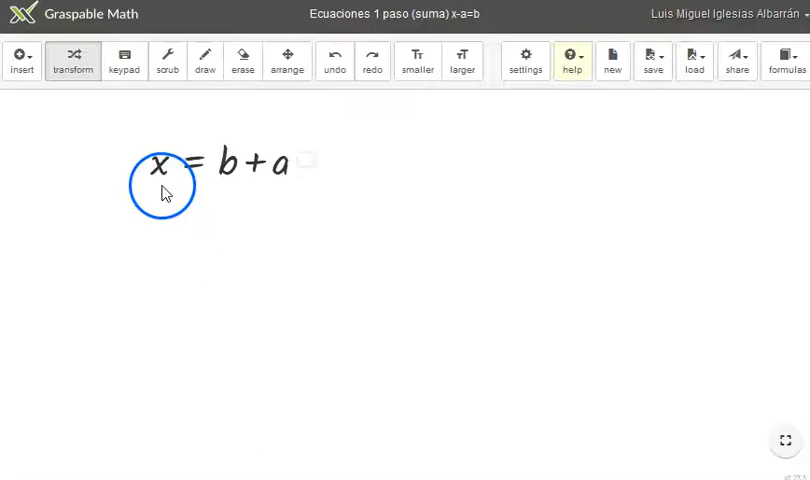 Graspable Math
Ecuaciones 1 paso (suma) x-a=b
Luis Miguel Iglesias Albarrán
insert transform keypad scrub draw erase arrange undo redo smaller larger settings help new save load share formulas
x = b + a